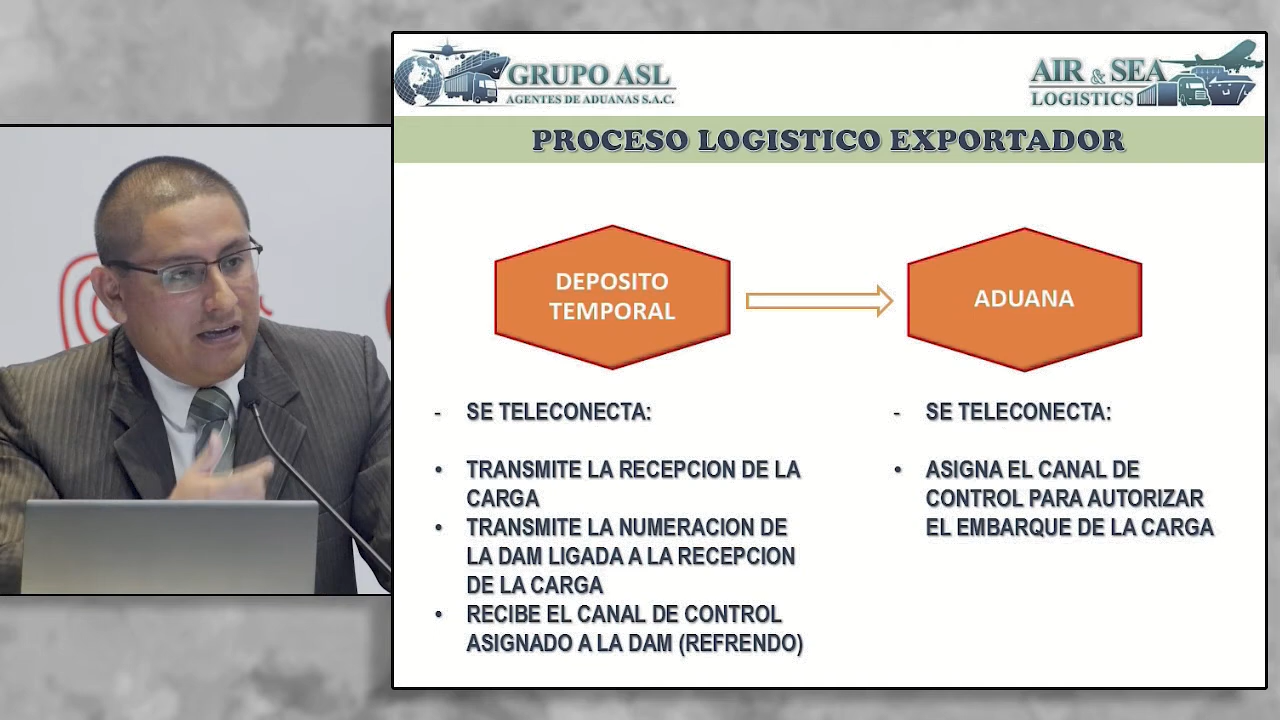 GRUPO ASL
AGENTES DE ADUANAS S.A.C.
AIR & SEA
LOGISTICS
PROCESO LOGISTICO EXPORTADOR
DEPOSITO
TEMPORAL
ADUANA
- SE TELECONECTA:
• TRANSMITE LA RECEPCION DE LA
CARGA
• TRANSMITE LA NUMERACION DE
LA DAM LIGADA A LA RECEPCION
DE LA CARGA
• RECIBE EL CANAL DE CONTROL
ASIGNADO A LA DAM (REFRENDO)
- SE TELECONECTA:
• ASIGNA EL CANAL DE
CONTROL PARA AUTORIZAR
EL EMBARQUE DE LA CARGA